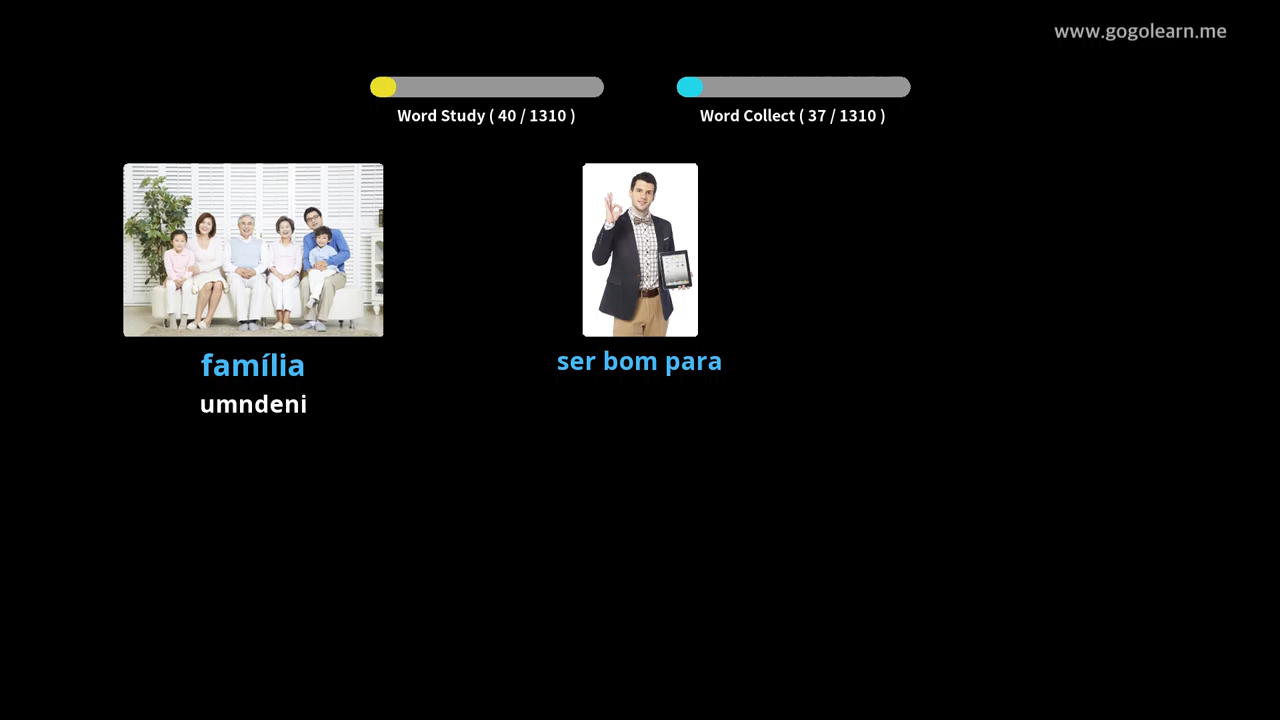 www.gogolearn.me
Word Study ( 40 / 1310 )
Word Collect ( 37 / 1310 )
família
umndeni
ser bom para